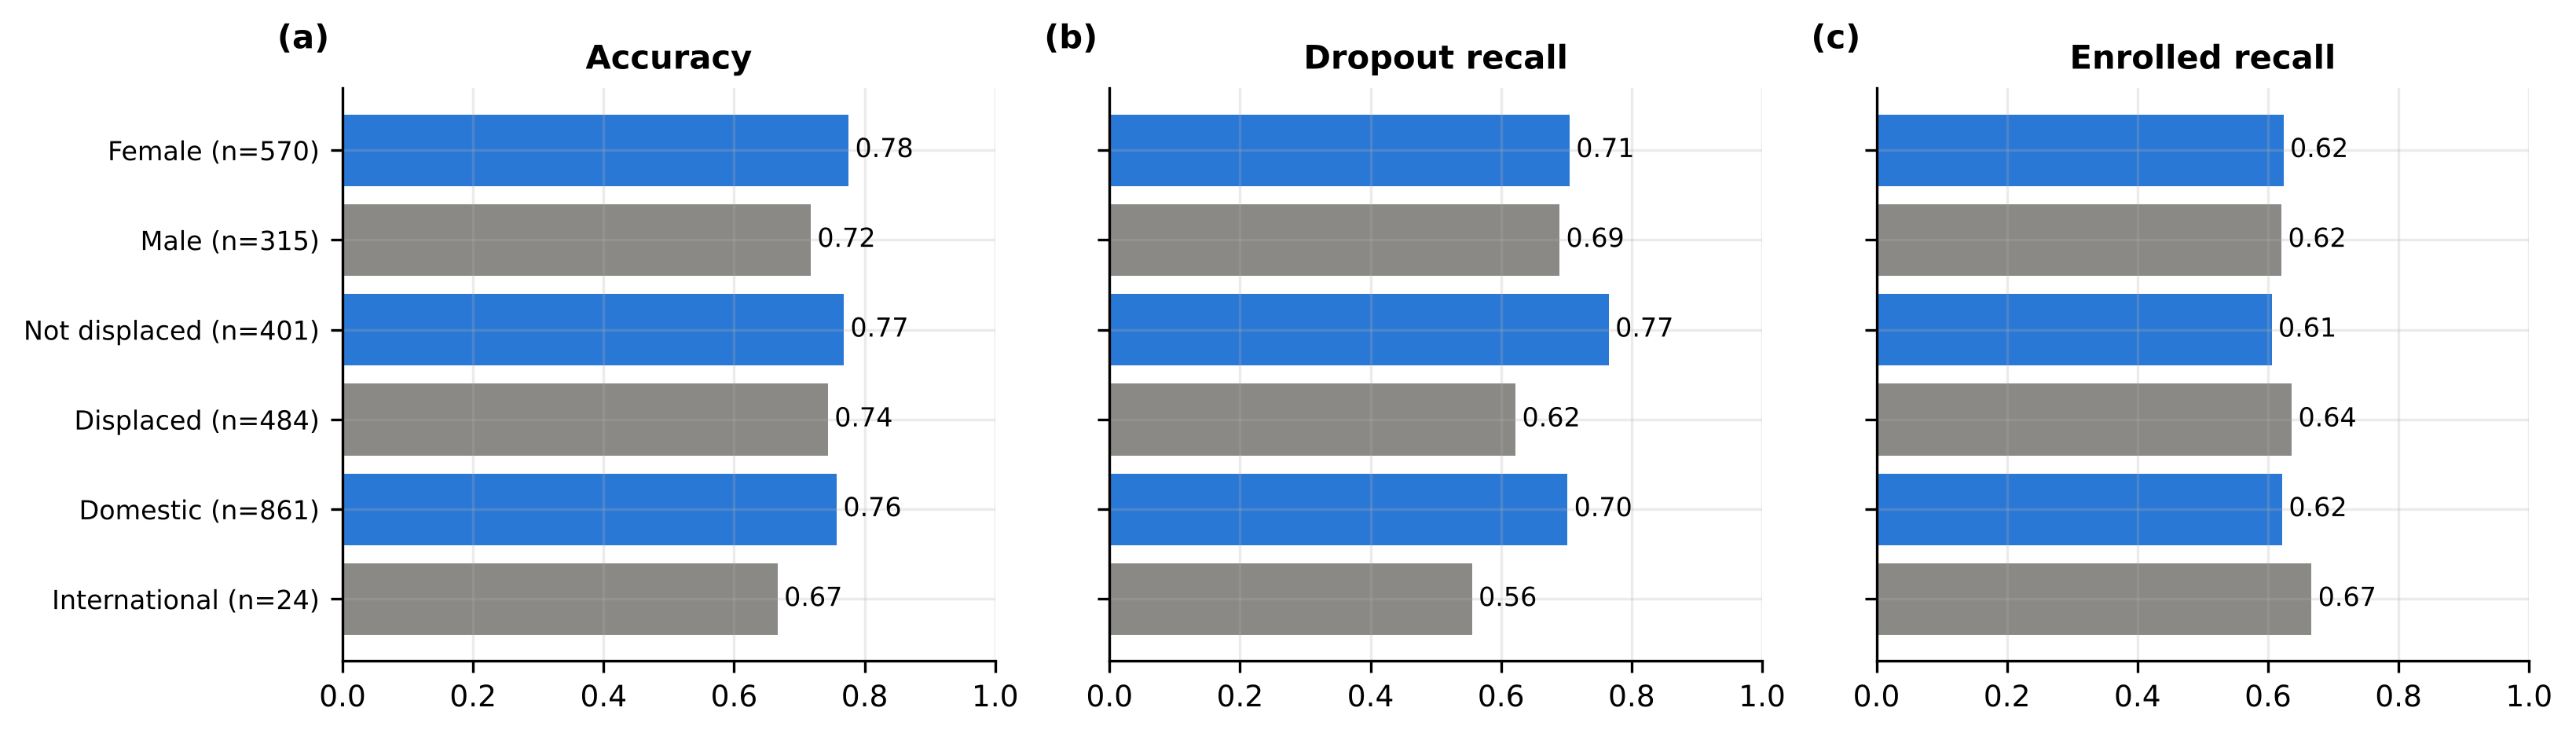 (a)
Accuracy
Female (n=570)
0.78
Male (n=315)
0.72
Not displaced (n=401)
0.77
Displaced (n=484)
0.74
Domestic (n=861)
0.76
International (n=24)
0.67
0.0 0.2 0.4 0.6 0.8 1.0
(b)
Dropout recall
0.71
0.69
0.77
0.62
0.70
0.56
0.0 0.2 0.4 0.6 0.8 1.0
(c)
Enrolled recall
0.62
0.62
0.61
0.64
0.62
0.67
0.0 0.2 0.4 0.6 0.8 1.0